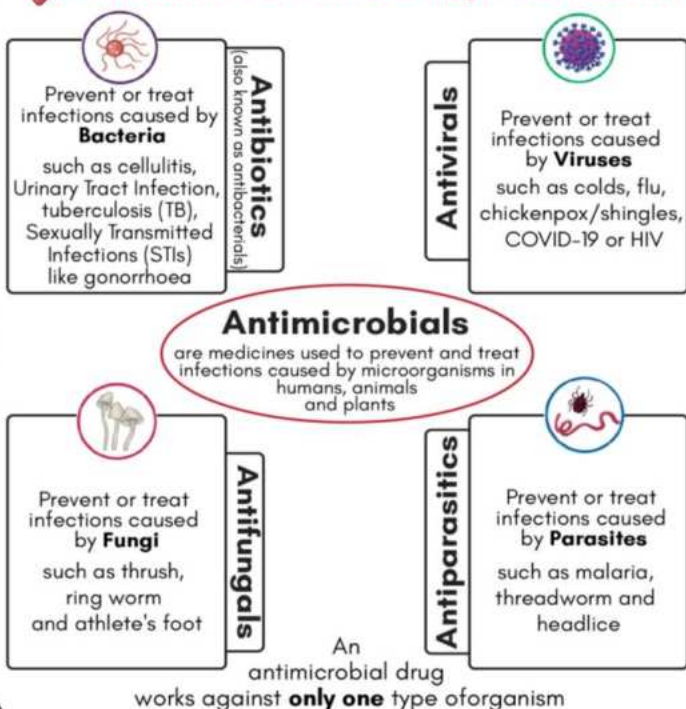 Prevent or treat
infections caused by
Bacteria
such as cellulitis,
Urinary Tract Infection,
tuberculosis (TB),
Sexually Transmitted
Infections (STIs)
like gonorrhoea
Antibiotics
(also known as antibacterials)
Antivirals
Prevent or treat
infections caused
by Viruses
such as colds, flu,
chickenpox/shingles,
COVID-19 or HIV
Antimicrobials
are medicines used to prevent and treat
infections caused by microorganisms in
humans, animals
and plants
Prevent or treat
infections caused
by Fungi
such as thrush,
ring worm
and athlete's foot
Antifungals
Antiparasitics
Prevent or treat
infections caused
by Parasites
such as malaria,
threadworm and
headlice
An
antimicrobial drug
works against only one type oforganism